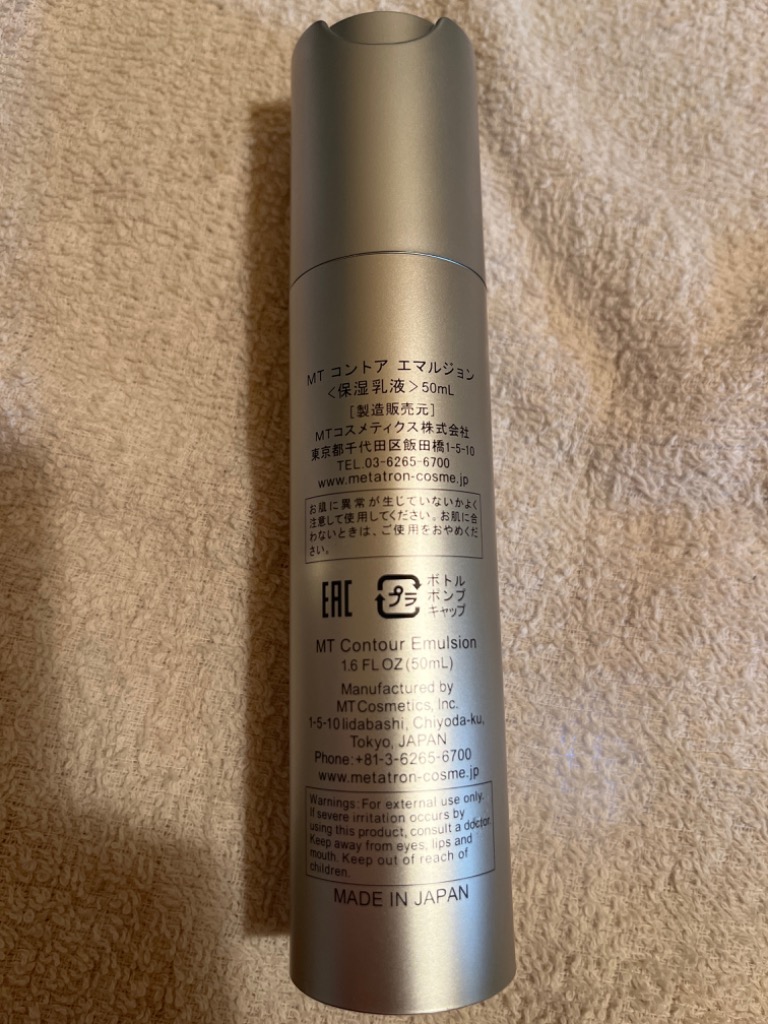 MT コントア エマルジョン
＜保湿乳液＞50mL
［製造販売元］
MTコスメティクス株式会社
東京都千代田区飯田橋1-5-10
TEL.03-6265-6700
www.metatron-cosme.jp
お肌に異常が生じていないかよく
注意して使用してください。お肌に合
わないときは、ご使用をおやめくだ
さい。
EAC プラ ボトル
ポンプ
キャップ
MT Contour Emulsion
1.6 FL OZ (50mL)
Manufactured by
MT Cosmetics, Inc.
1-5-10 Iidabashi, Chiyoda-ku,
Tokyo, JAPAN
Phone:+81-3-6265-6700
www.metatron-cosme.jp
Warnings: For external use only.
If severe irritation occurs by
using this product, consult a doctor.
Keep away from eyes, lips and
mouth. Keep out of reach of
children.
MADE IN JAPAN